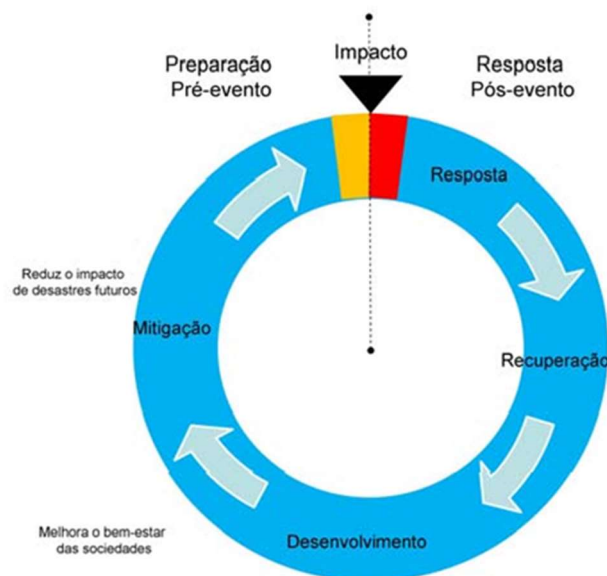 Impacto
Preparação
Pré-evento
Resposta
Pós-evento
Resposta
Reduz o impacto
de desastres futuros
Mitigação
Recuperação
Melhora o bem-estar
das sociedades
Desenvolvimento